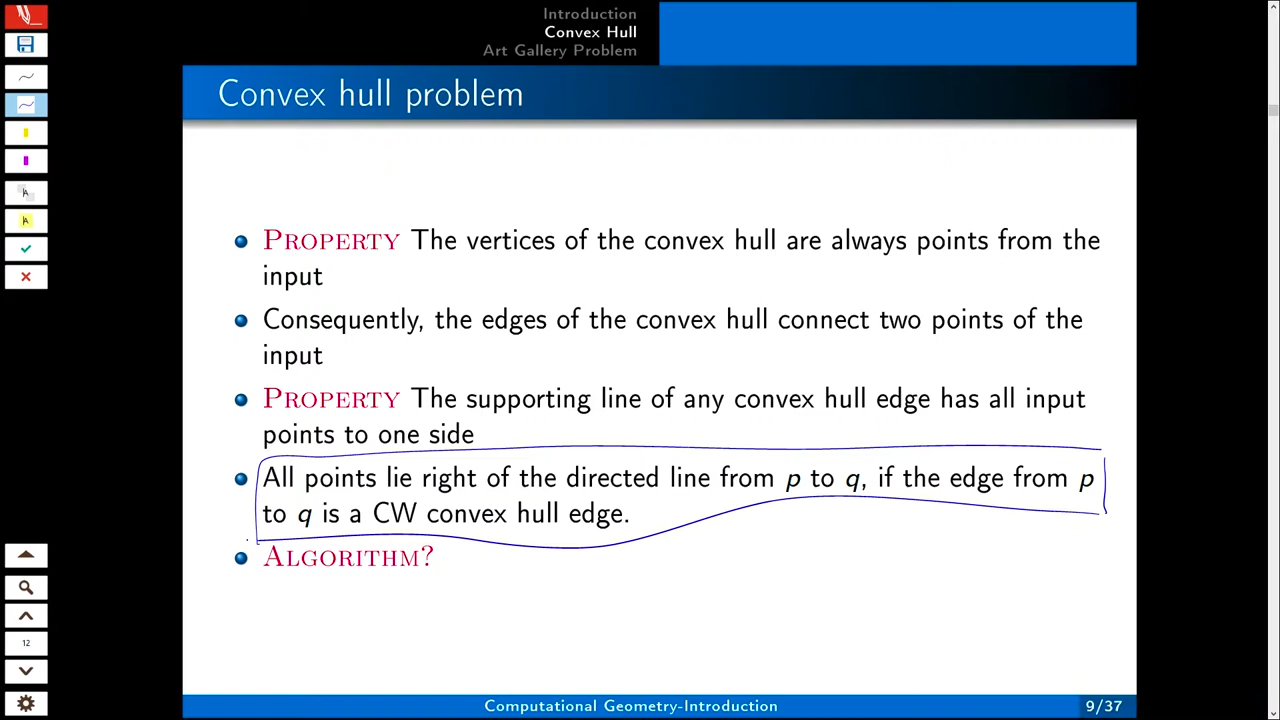 Introduction
Convex Hull
Art Gallery Problem
Convex hull problem
PROPERTY The vertices of the convex hull are always points from the
input
Consequently, the edges of the convex hull connect two points of the
input
PROPERTY The supporting line of any convex hull edge has all input
points to one side
All points lie right of the directed line from p to q, if the edge from p
to q is a CW convex hull edge.
ALGORITHM?
12
Computational Geometry-Introduction 9/37